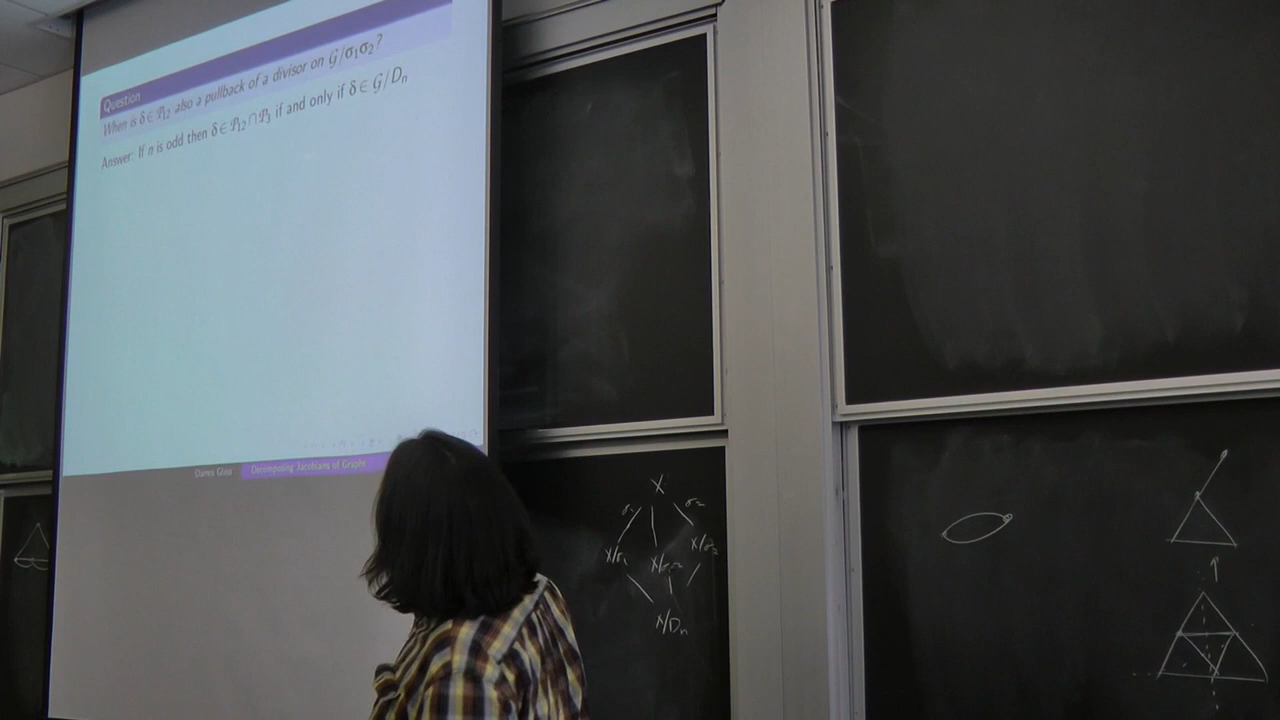 Question
When is δ ∈ 𝒫₁₂ also a pullback of a divisor on 𝒢/σ₁σ₂?
Answer: If n is odd then δ ∈ 𝒫₁₂ ∩ 𝒫₃ if and only if δ ∈ 𝒢/Dₙ
Darren Glass Decomposing Jacobians of Graphs
X
σ₁ σ₂
X/σ₁ X/σ₂
X/Dₙ